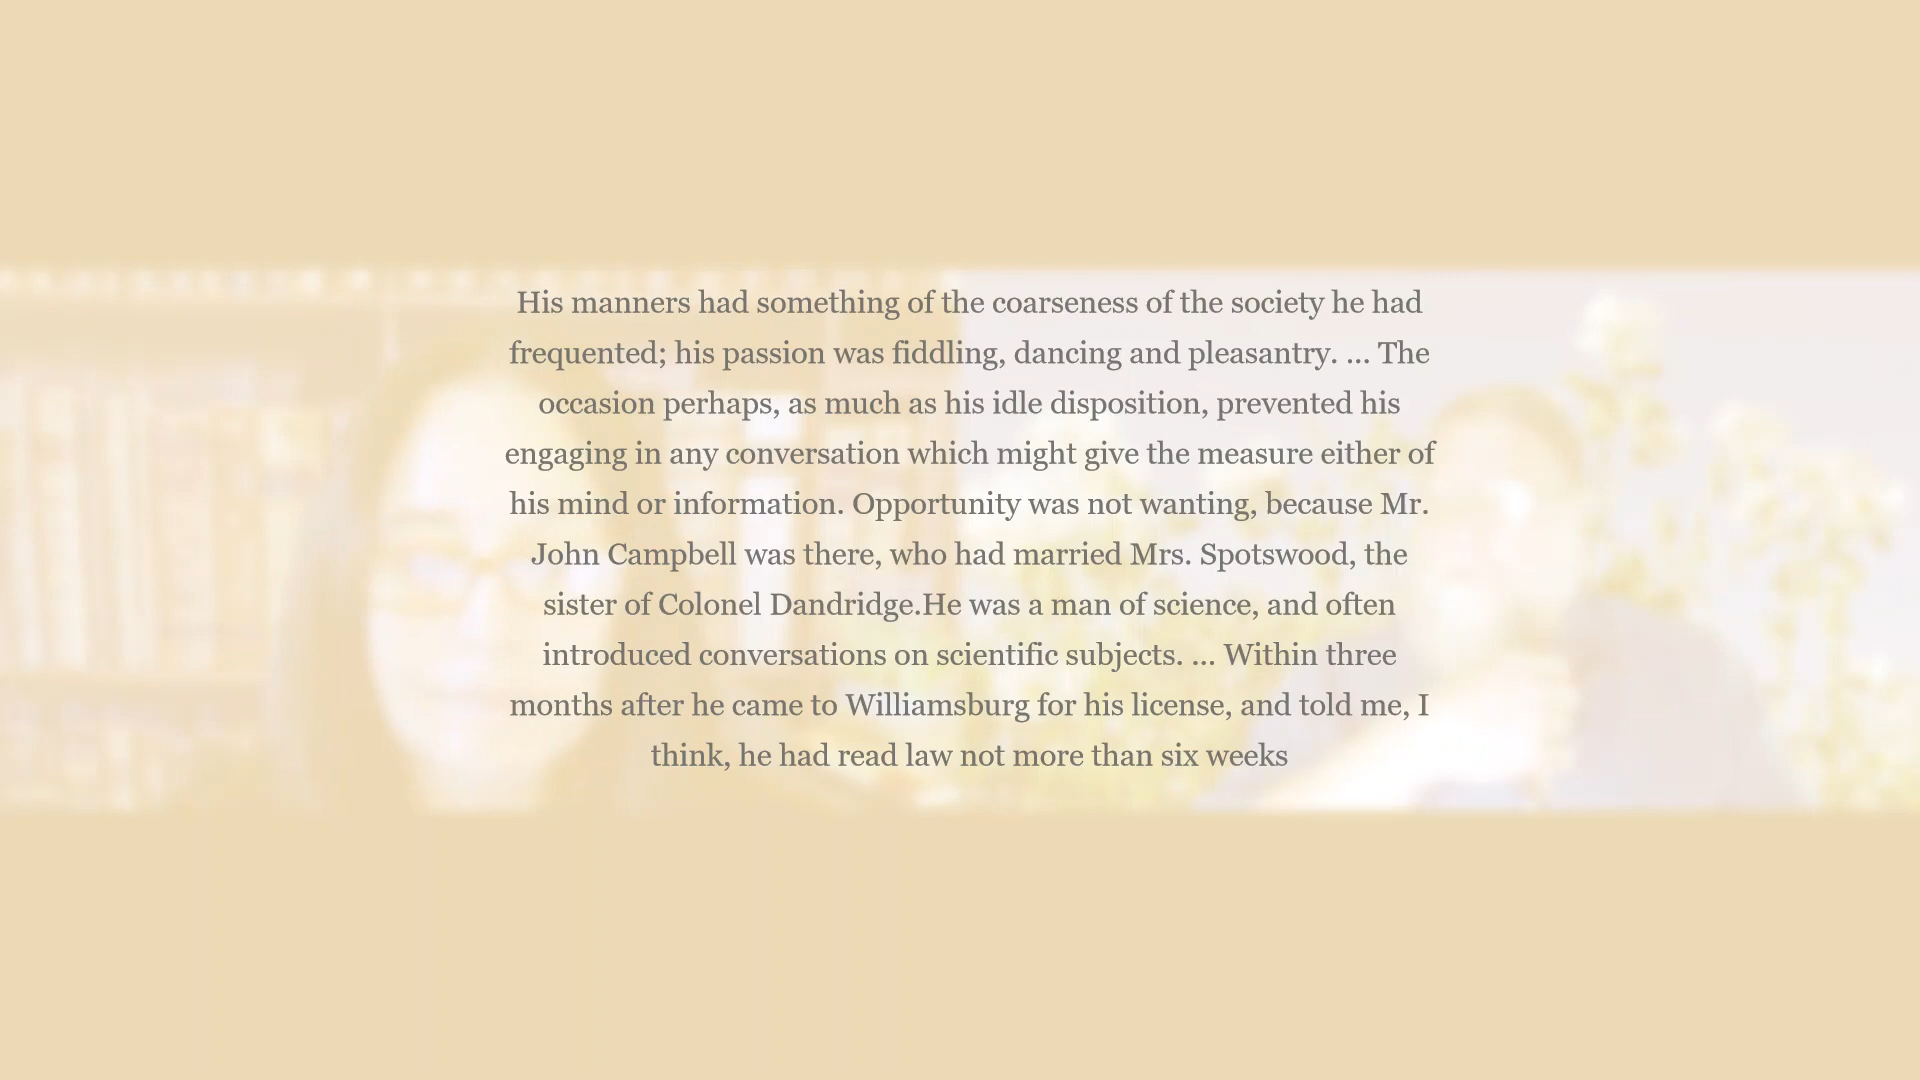 His manners had something of the coarseness of the society he had
frequented; his passion was fiddling, dancing and pleasantry. ... The
occasion perhaps, as much as his idle disposition, prevented his
engaging in any conversation which might give the measure either of
his mind or information. Opportunity was not wanting, because Mr.
John Campbell was there, who had married Mrs. Spotswood, the
sister of Colonel Dandridge.He was a man of science, and often
introduced conversations on scientific subjects. ... Within three
months after he came to Williamsburg for his license, and told me, I
think, he had read law not more than six weeks